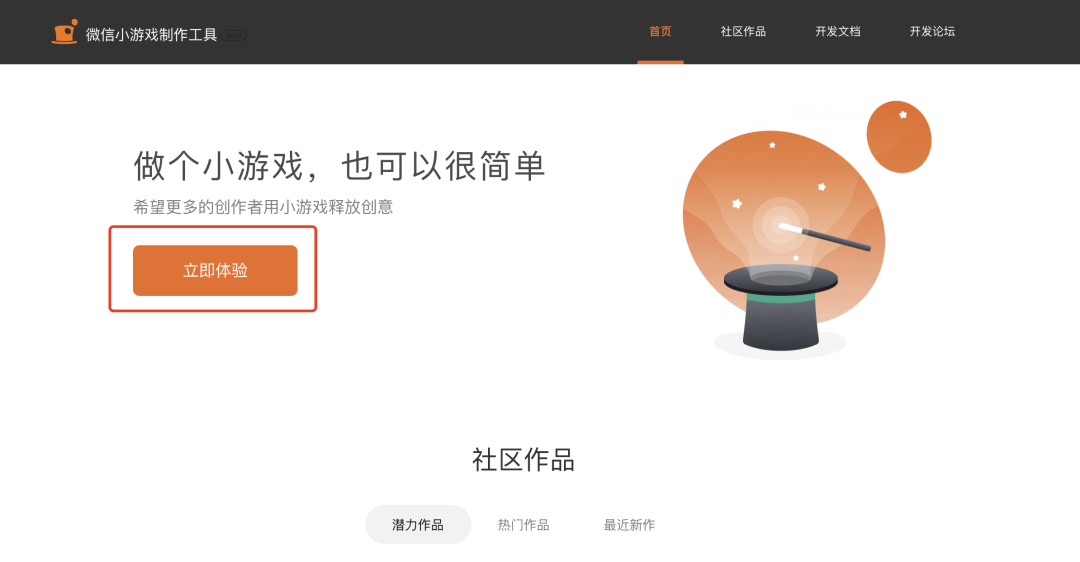 微信小游戏制作工具 BETA
首页 社区作品 开发文档 开发论坛
做个小游戏，也可以很简单
希望更多的创作者用小游戏释放创意
立即体验
社区作品
潜力作品 热门作品 最近新作